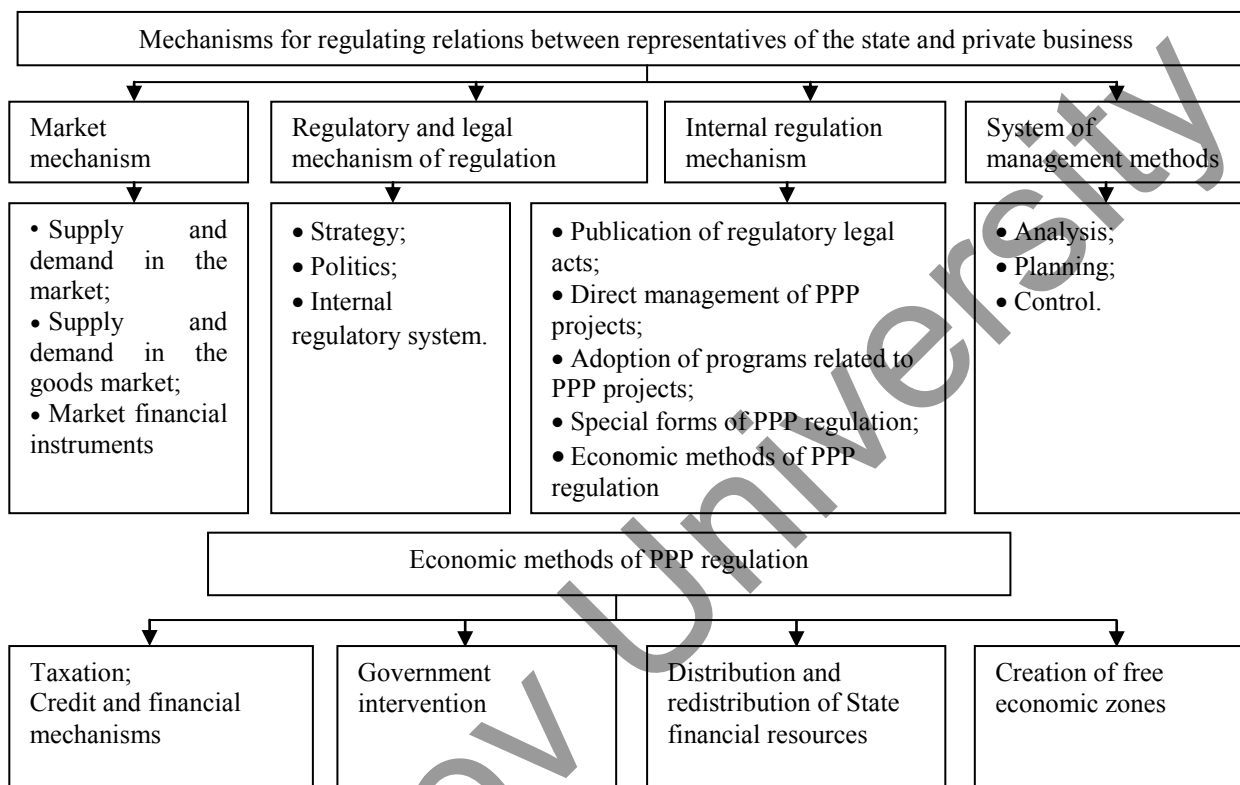 Mechanisms for regulating relations between representatives of the state and private business
Market
mechanism
Regulatory and legal
mechanism of regulation
Internal regulation
mechanism
System of
management methods
• Supply and
demand in the
market;
• Supply and
demand in the
goods market;
• Market financial
instruments
• Strategy;
• Politics;
• Internal
regulatory system.
• Publication of regulatory legal
acts;
• Direct management of PPP
projects;
• Adoption of programs related to
PPP projects;
• Special forms of PPP regulation;
• Economic methods of PPP
regulation
• Analysis;
• Planning;
• Control.
Economic methods of PPP regulation
Taxation;
Credit and financial
mechanisms
Government
intervention
Distribution and
redistribution of State
financial resources
Creation of free
economic zones
University